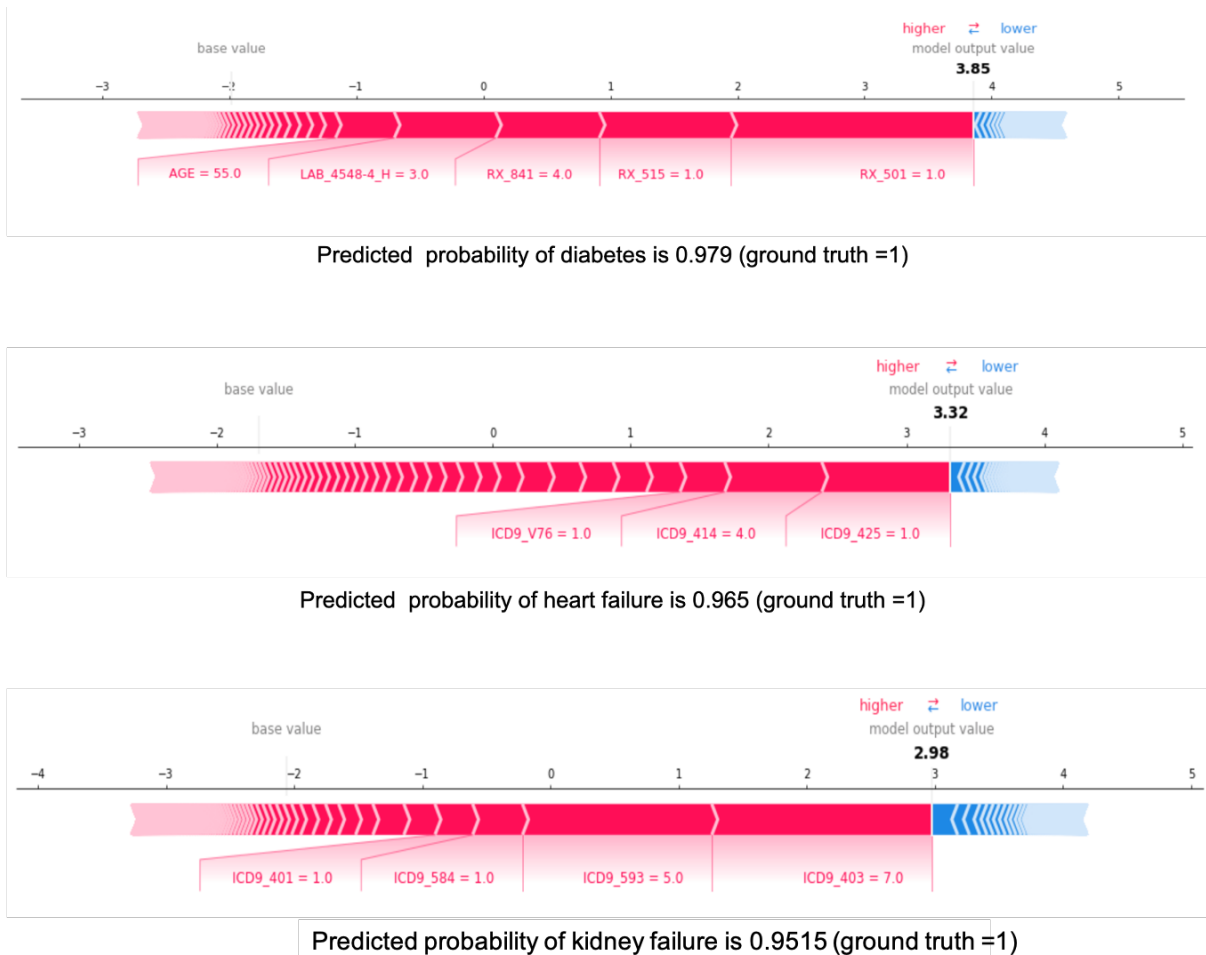 higher ⇄ lower
base value model output value
3.85
−3 −2 −1 0 1 2 3 4 5
AGE = 55.0 LAB_4548-4_H = 3.0 RX_841 = 4.0 RX_515 = 1.0 RX_501 = 1.0
Predicted probability of diabetes is 0.979 (ground truth =1)
higher ⇄ lower
base value model output value
3.32
−3 −2 −1 0 1 2 3 4 5
ICD9_V76 = 1.0 ICD9_414 = 4.0 ICD9_425 = 1.0
Predicted probability of heart failure is 0.965 (ground truth =1)
higher ⇄ lower
base value model output value
2.98
−4 −3 −2 −1 0 1 2 3 4 5
ICD9_401 = 1.0 ICD9_584 = 1.0 ICD9_593 = 5.0 ICD9_403 = 7.0
Predicted probability of kidney failure is 0.9515 (ground truth =1)